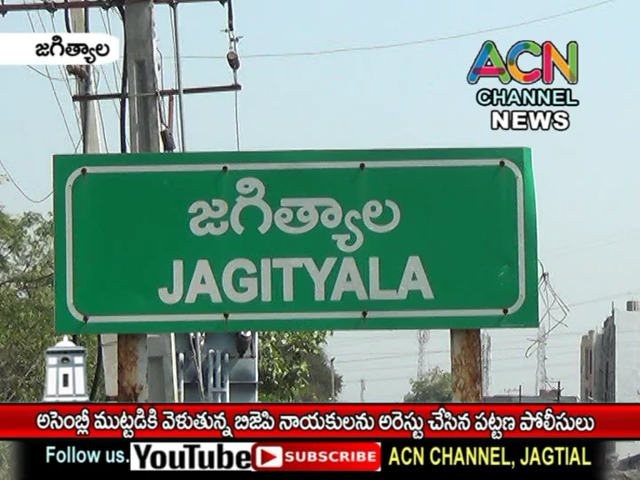 జగిత్యాల
ACN
CHANNEL
NEWS
జగిత్యాల
JAGITYALA
అసెంబ్లీ ముట్టడికి వెళుతున్న బిజెపి నాయకులను అరెస్టు చేసిన పట్టణ పోలీసులు
Follow us. YouTube SUBSCRIBE ACN CHANNEL, JAGTIAL